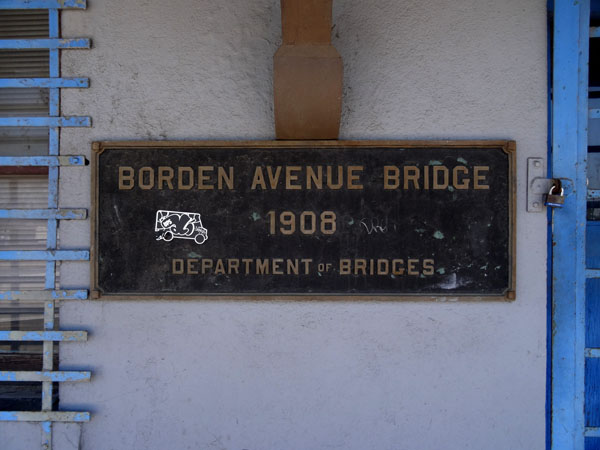 BORDEN AVENUE BRIDGE
1908
DEPARTMENT OF BRIDGES